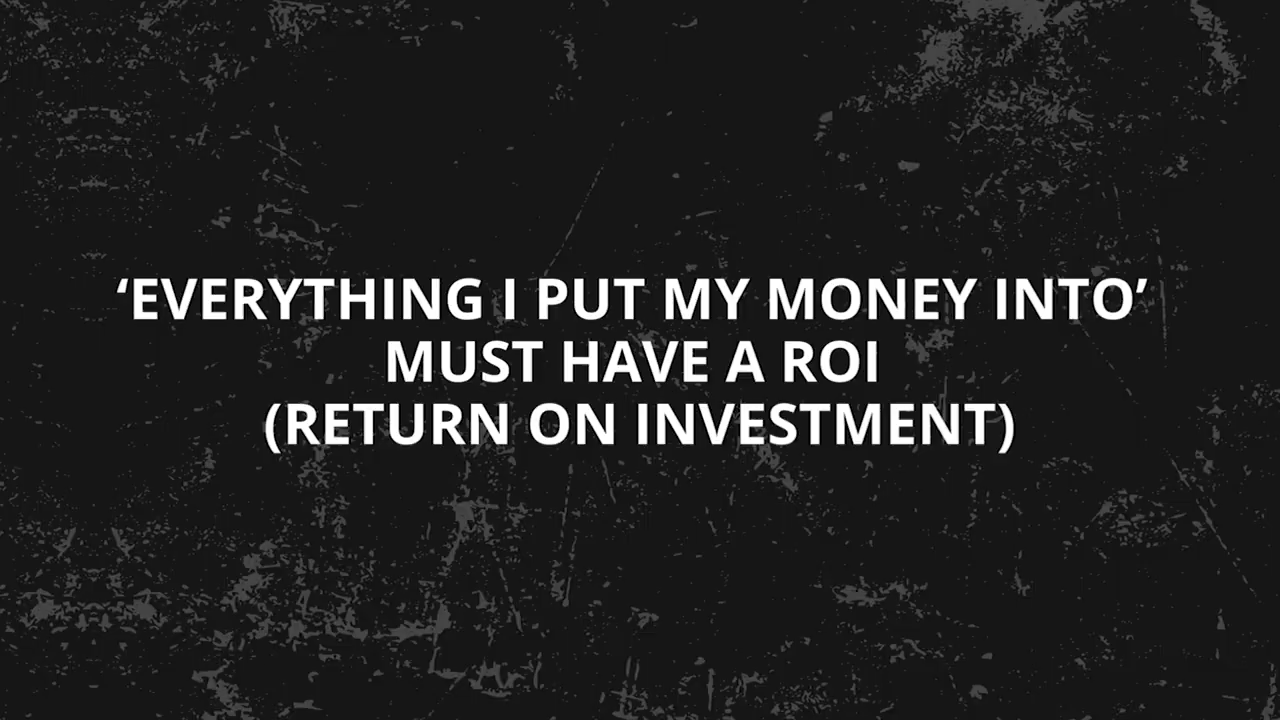 ‘EVERYTHING I PUT MY MONEY INTO’
MUST HAVE A ROI
(RETURN ON INVESTMENT)